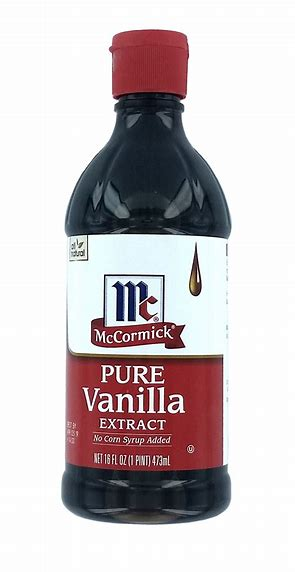 all
natural
Mc
®
McCormick®
PURE
Vanilla
EXTRACT
No Corn Syrup Added
U
NET 16 FL OZ (1 PINT) 473mL